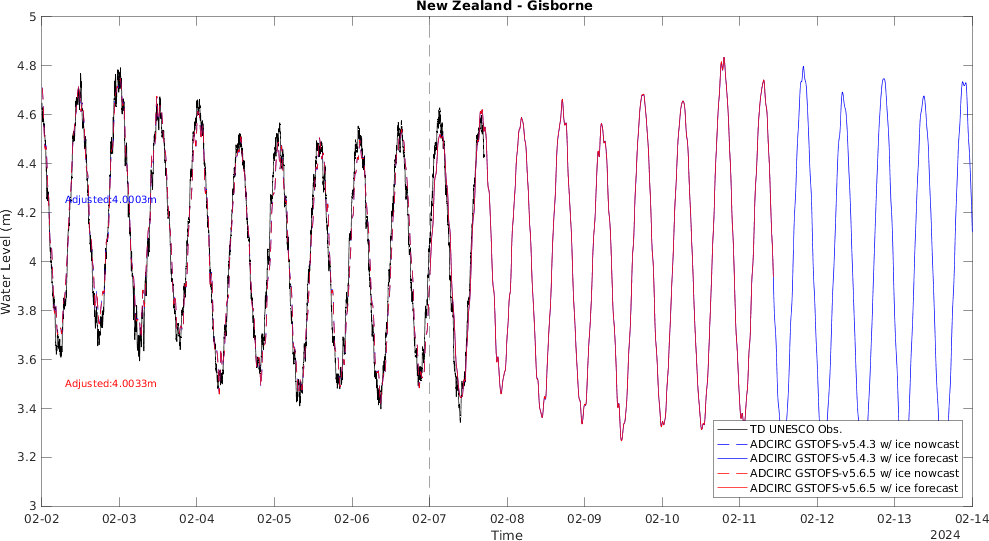 New Zealand - Gisborne
5
4.8
4.6
4.4
4.2
4
3.8
3.6
3.4
3.2
3
Water Level (m)
Adjusted:4.0003m
Adjusted:4.0033m
TD UNESCO Obs.
ADCIRC GSTOFS-v5.4.3 w/ ice nowcast
ADCIRC GSTOFS-v5.4.3 w/ ice forecast
ADCIRC GSTOFS-v5.6.5 w/ ice nowcast
ADCIRC GSTOFS-v5.6.5 w/ ice forecast
02-02 02-03 02-04 02-05 02-06 02-07 02-08 02-09 02-10 02-11 02-12 02-13 02-14
Time
2024